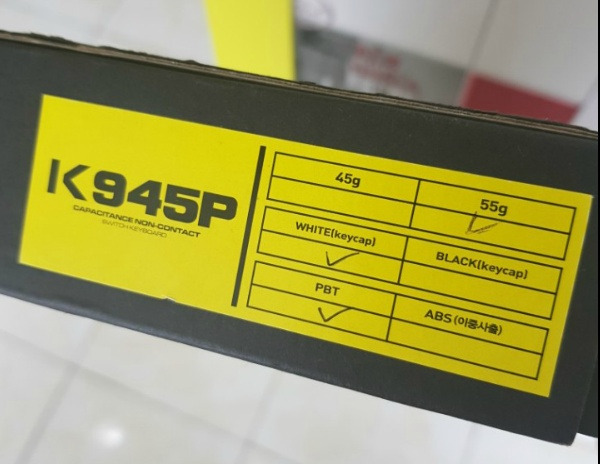 K945P
CAPACITANCE NON-CONTACT
SWITCH KEYBOARD
45g
55g
WHITE(keycap)
BLACK(keycap)
PBT
ABS (이중사출)